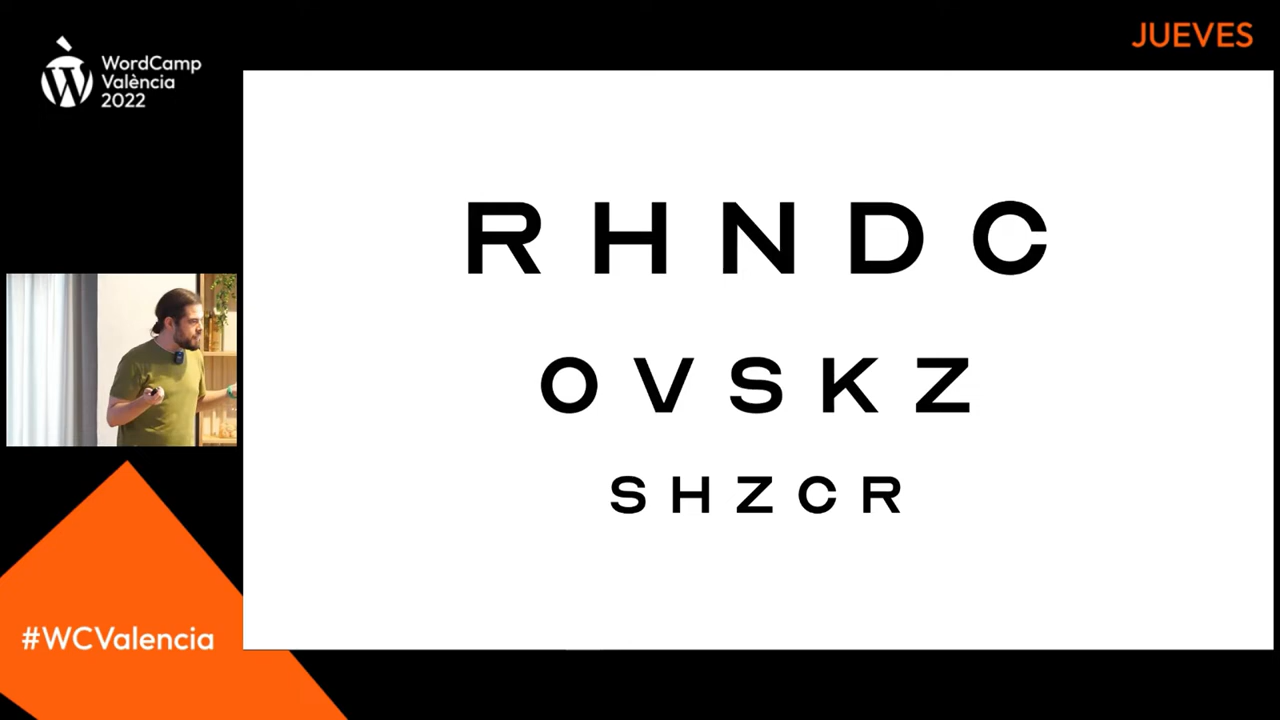 WordCamp
València
2022
JUEVES
R H N D C
O V S K Z
S H Z C R
#WCValencia